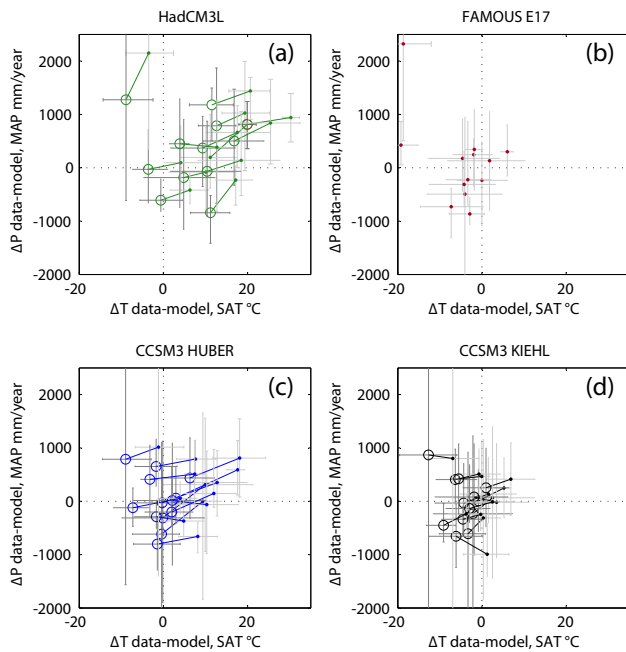 HadCM3L
FAMOUS E17
(a)
(b)
2000
1000
0
-1000
-2000
ΔP data-model, MAP mm/year
-20
0
20
ΔT data-model, SAT °C
2000
1000
0
-1000
-2000
ΔP data-model, MAP mm/year
-20
0
20
ΔT data-model, SAT °C
CCSM3 HUBER
CCSM3 KIEHL
(c)
(d)
2000
1000
0
-1000
-2000
ΔP data-model, MAP mm/year
-20
0
20
ΔT data-model, SAT °C
2000
1000
0
-1000
-2000
ΔP data-model, MAP mm/year
-20
0
20
ΔT data-model, SAT °C